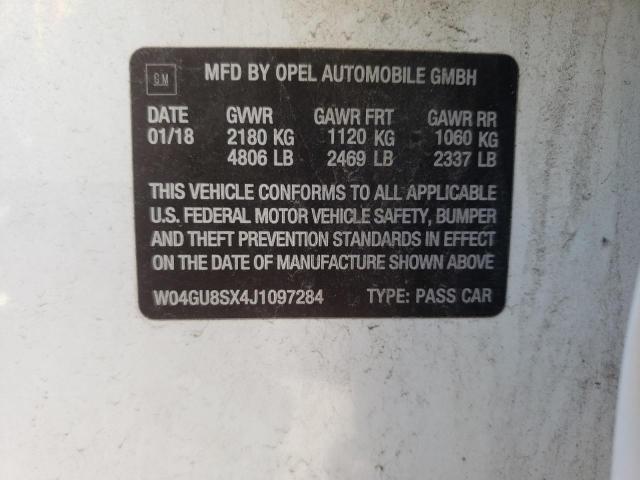 GM MFD BY OPEL AUTOMOBILE GMBH
DATE GVWR GAWR FRT GAWR RR
01/18 2180 KG 1120 KG 1060 KG
4806 LB 2469 LB 2337 LB
THIS VEHICLE CONFORMS TO ALL APPLICABLE
U.S. FEDERAL MOTOR VEHICLE SAFETY, BUMPER
AND THEFT PREVENTION STANDARDS IN EFFECT
ON THE DATE OF MANUFACTURE SHOWN ABOVE
W04GU8SX4J1097284 TYPE: PASS CAR